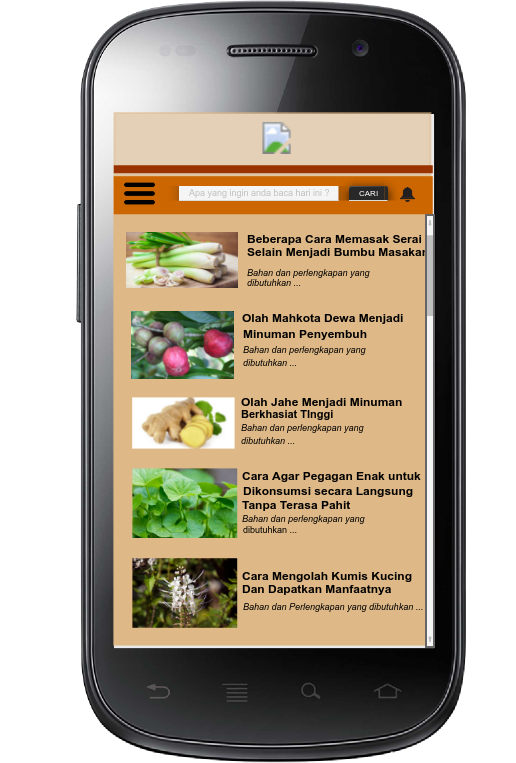 Apa yang ingin anda baca hari ini ?
CARI
Beberapa Cara Memasak Serai
Selain Menjadi Bumbu Masakan
Bahan dan perlengkapan yang
dibutuhkan ...
Olah Mahkota Dewa Menjadi
Minuman Penyembuh
Bahan dan perlengkapan yang
dibutuhkan ...
Olah Jahe Menjadi Minuman
Berkhasiat TInggi
Bahan dan perlengkapan yang
dibutuhkan ...
Cara Agar Pegagan Enak untuk
Dikonsumsi secara Langsung
Tanpa Terasa Pahit
Bahan dan perlengkapan yang
dibutuhkan ...
Cara Mengolah Kumis Kucing
Dan Dapatkan Manfaatnya
Bahan dan Perlengkapan yang dibutuhkan ...